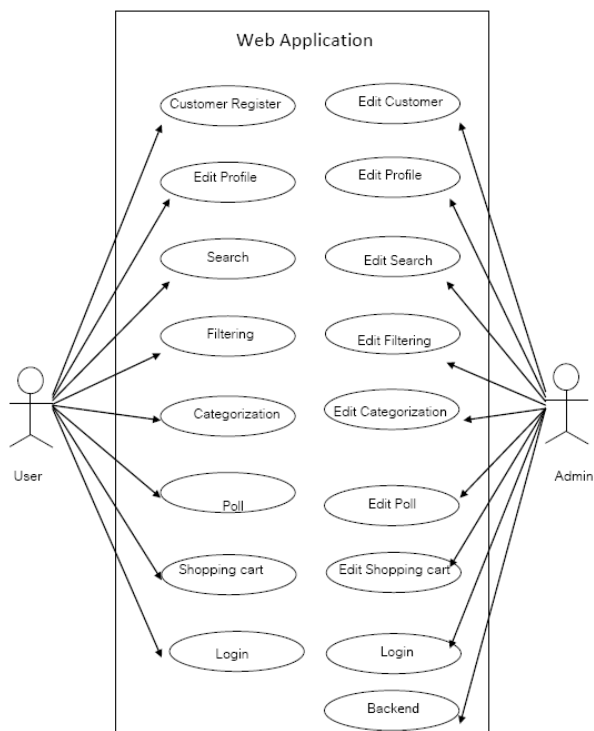 Web Application
Customer Register
Edit Customer
Edit Profile
Edit Profile
Search
Edit Search
Filtering
Edit Filtering
Categorization
Edit Categorization
User
Admin
Poll
Edit Poll
Shopping cart
Edit Shopping cart
Login
Login
Backend